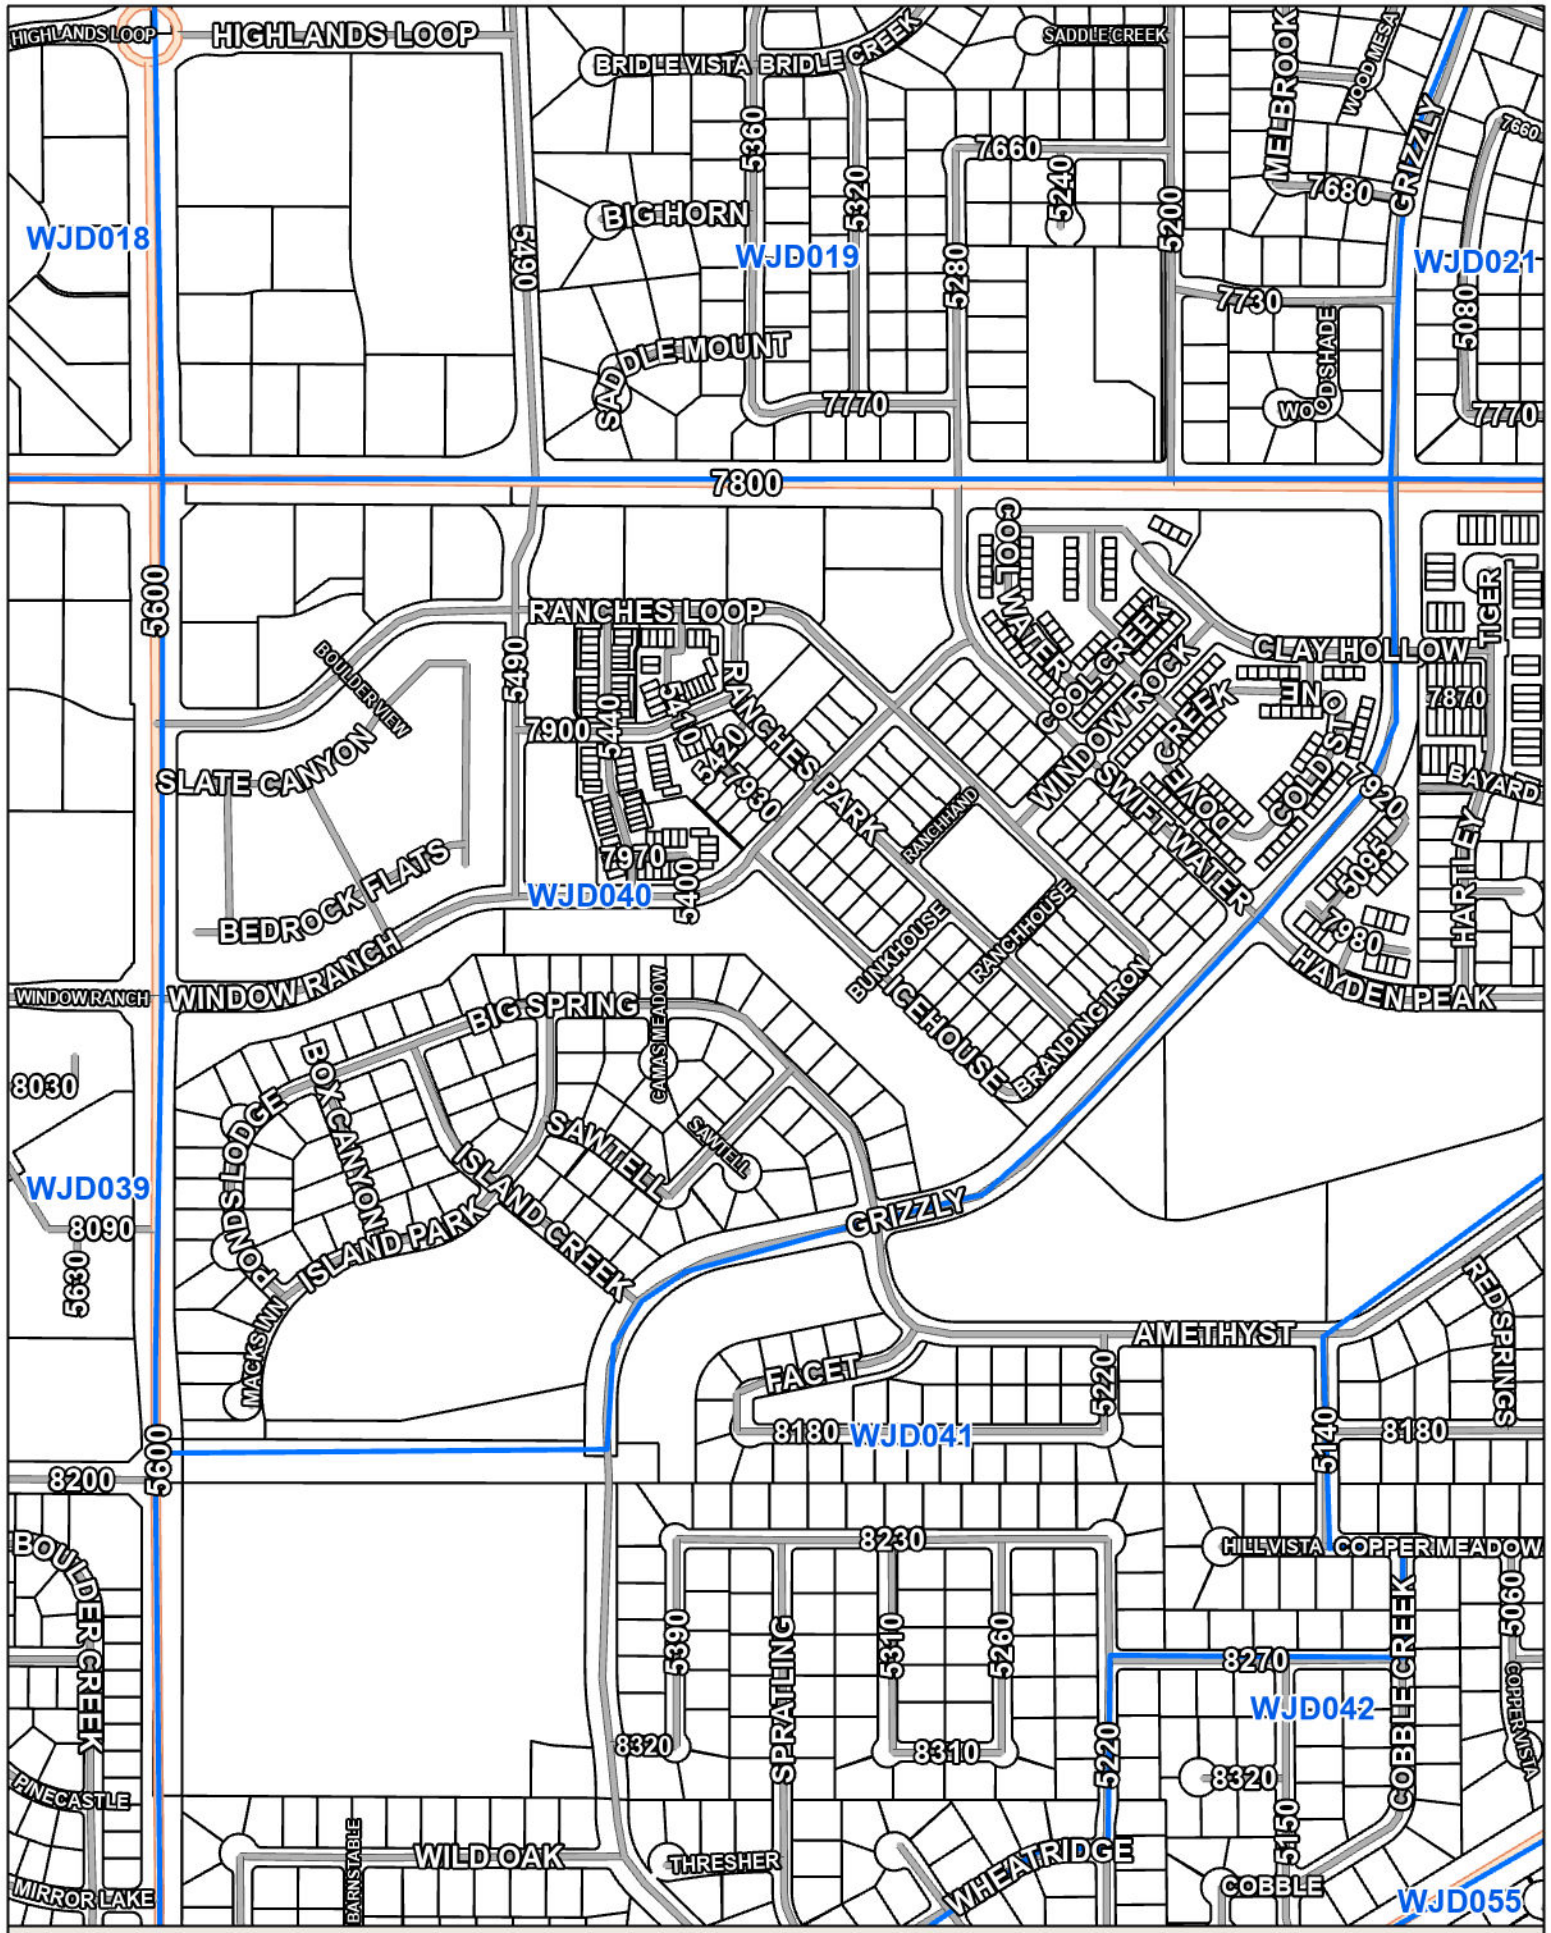 HIGHLANDS LOOP
HIGHLANDS LOOP
BRIDLE VISTA
BRIDLE CREEK
SADDLE CREEK
MELBROOK
WOOD MESA
GRIZZLY
7660
5360
7660
5240
5320
7680
5200
BIG HORN
WJD018
5490
WJD019
5280
WJD021
7730
5080
SADDLE MOUNT
WOODSHADE
7770
WOOD
7770
7800
COOL WATER
5600
TIGER
RANCHES LOOP
COOL CREEK
CLAY HOLLOW
BOULDER VIEW
5490
WINDOW ROCK
RANCHES PARK
5440
5410
7900
5420
7930
DOVE CREEK
COLD STONE
7870
SLATE CANYON
SWIFT WATER
7920
BAYARD
RANCHHAND
HARTLEY
7970
5095
BEDROCK FLATS
WJD040
5400
RANCHHOUSE
BUNKHOUSE
7980
WINDOW RANCH
WINDOW RANCH
HAYDEN PEAK
ICEHOUSE
BRANDING IRON
BIG SPRING
CAMAS MEADOW
8030
BOX CANYON
PONDS LODGE
SAWTELL
SAWTELL
ISLAND CREEK
WJD039
8090
ISLAND PARK
5630
GRIZZLY
MACKS INN
RED SPRINGS
AMETHYST
FACET
5220
8180
WJD041
5140
8180
5600
8200
8230
HILL VISTA
COPPER MEADOW
BOULDER CREEK
5390
SPRATLING
5310
5260
COBBLE CREEK
5060
8270
COPPER VISTA
WJD042
8320
8310
5220
8320
5150
PINECASTLE
BARNSTABLE
WILD OAK
THRESHER
WHEATRIDGE
MIRROR LAKE
COBBLE
WJD055